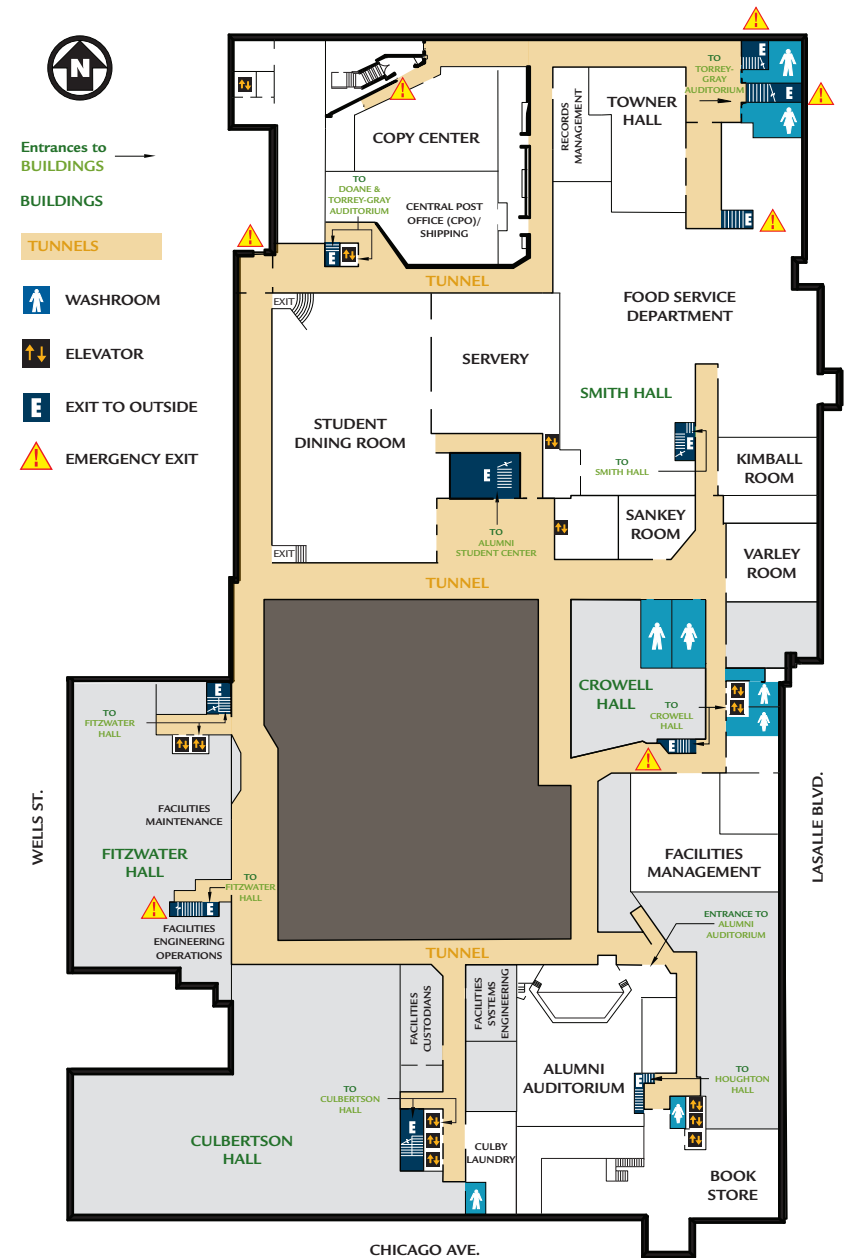 N
Entrances to
BUILDINGS
BUILDINGS
TUNNELS
WASHROOM
ELEVATOR
E
EXIT TO OUTSIDE
EMERGENCY EXIT
TO
TORREY-
GRAY
AUDITORIUM
E
E
COPY CENTER
RECORDS
MANAGEMENT
TOWNER
HALL
TO
DOANE &
TORREY-GRAY
AUDITORIUM
CENTRAL POST
OFFICE (CPO)/
SHIPPING
E
E
TUNNEL
EXIT
FOOD SERVICE
DEPARTMENT
SERVERY
SMITH HALL
STUDENT
DINING ROOM
E
E
TO
SMITH HALL
KIMBALL
ROOM
SANKEY
ROOM
TO
ALUMNI
STUDENT CENTER
EXIT
VARLEY
ROOM
TUNNEL
CROWELL
HALL
TO
CROWELL
HALL
E
E
TO
FITZWATER
HALL
FACILITIES
MAINTENANCE
WELLS ST.
LASALLE BLVD.
FITZWATER
HALL
TO
FITZWATER
HALL
E
FACILITIES
ENGINEERING
OPERATIONS
FACILITIES
MANAGEMENT
ENTRANCE TO
ALUMNI
AUDITORIUM
TUNNEL
FACILITIES
CUSTODIANS
FACILITIES
SYSTEMS
ENGINEERING
ALUMNI
AUDITORIUM
E
TO
HOUGHTON
HALL
TO
CULBERTSON
HALL
E
CULBERTSON
HALL
CULBY
LAUNDRY
BOOK
STORE
CHICAGO AVE.